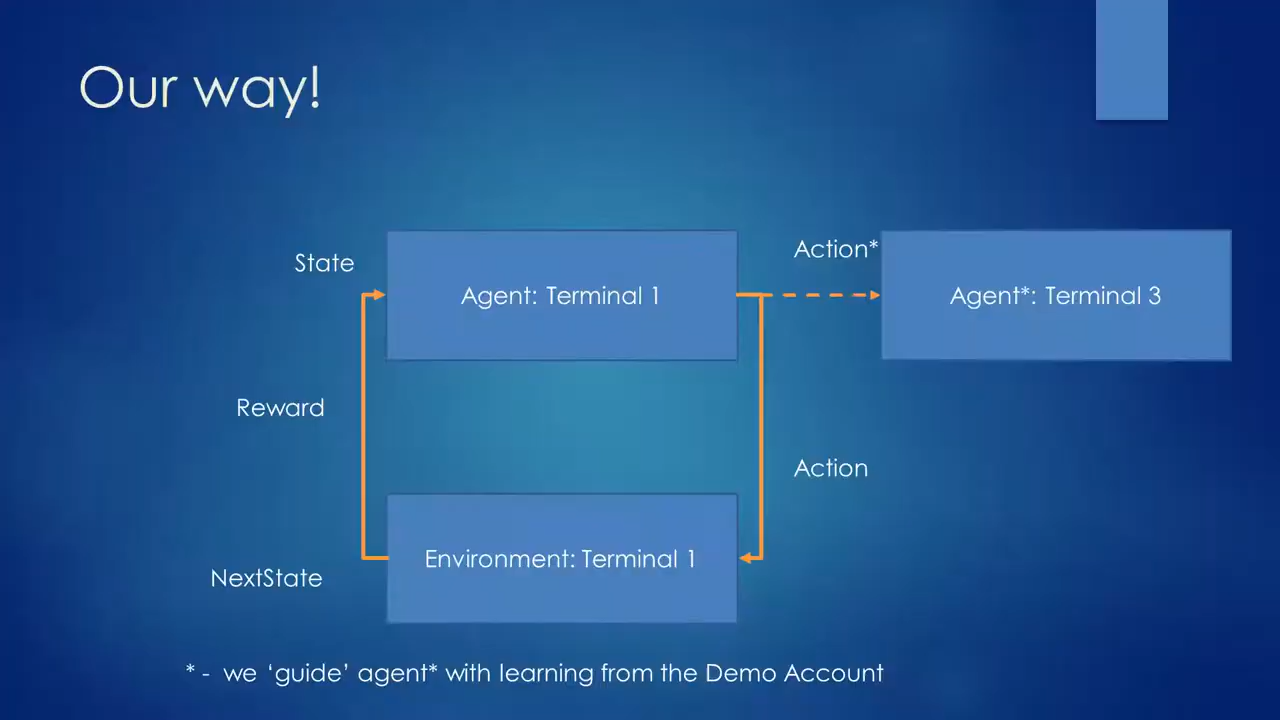 Our way!
State
Action*
Agent: Terminal 1
Agent*: Terminal 3
Reward
Action
Environment: Terminal 1
NextState
* - we ‘guide’ agent* with learning from the Demo Account